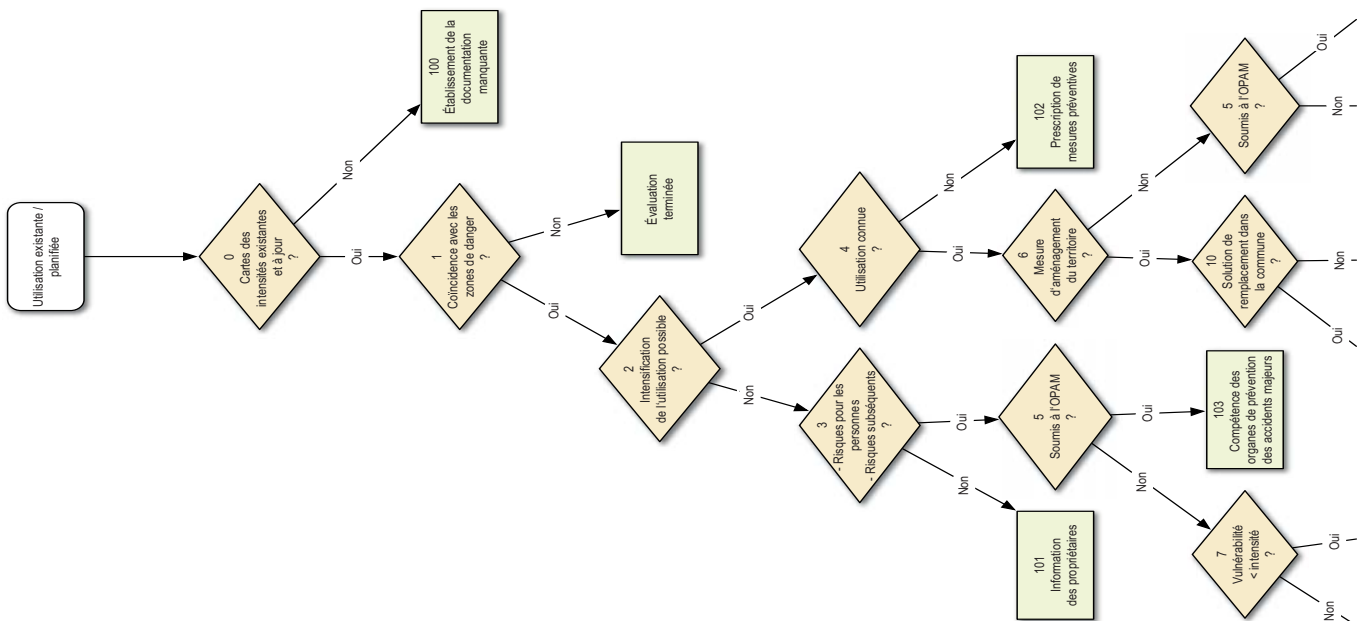 Utilisation existante /
planifiée
0
Cartes des
intensités existantes
et à jour
?
Non
100
Établissement de la
documentation
manquante
Oui
1
Coïncidence avec les
zones de danger
?
Non
Évaluation
terminée
Oui
2
Intensification
de l'utilisation possible
?
Non
Oui
3
- Risques pour les
personnes
- Risques subséquents
?
4
Utilisation connue
?
Non
Oui
Oui
Non
101
Information
des propriétaires
5
Soumis à l'OPAM
?
6
Mesure
d'aménagement
du territoire
?
102
Prescription de
mesures préventives
Non
Oui
Oui
Non
7
Vulnérabilité
< intensité
?
103
Compétence des
organes de prévention
des accidents majeurs
10
Solution de
remplacement dans
la commune
?
5
Soumis à l'OPAM
?
Non
Oui
Oui
Non
Non
Oui